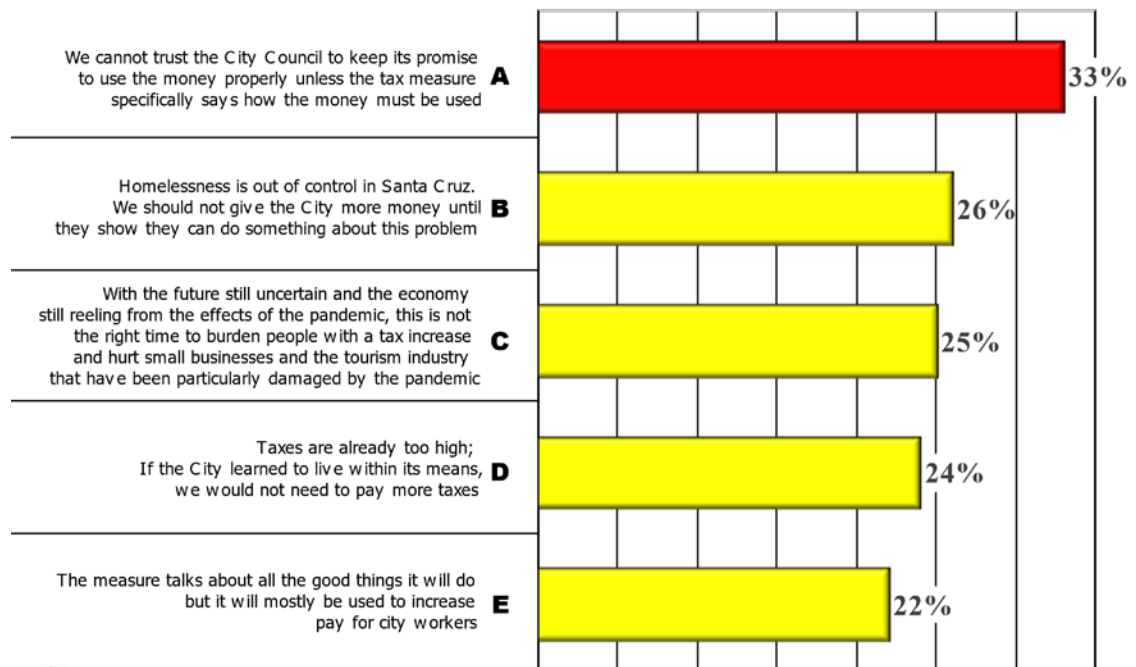 We cannot trust the City Council to keep its promise
to use the money properly unless the tax measure
specifically says how the money must be used
A
33%
Homelessness is out of control in Santa Cruz.
We should not give the City more money until
they show they can do something about this problem
B
26%
With the future still uncertain and the economy
still reeling from the effects of the pandemic, this is not
the right time to burden people with a tax increase
and hurt small businesses and the tourism industry
that have been particularly damaged by the pandemic
C
25%
Taxes are already too high;
If the City learned to live within its means,
we would not need to pay more taxes
D
24%
The measure talks about all the good things it will do
but it will mostly be used to increase
pay for city workers
E
22%